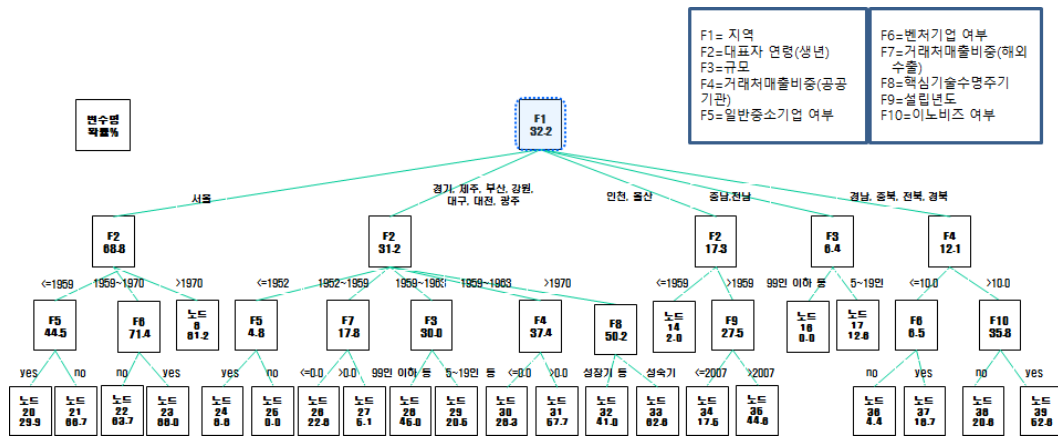 F1= 지역
F2=대표자 연령(생년)
F3=규모
F4=거래처매출비중(공공
기관)
F5=일반중소기업 여부
F6=벤처기업 여부
F7=거래처매출비중(해외
수출)
F8=핵심기술수명주기
F9=설립년도
F10=이노비즈 여부
변수명
확률%
F1
32.2
서울
경기, 제주, 부산, 강원,
대구, 대전, 광주
인천, 울산
충남,전남
경남, 충북, 전북, 경북
F2
68.8
F2
31.2
F2
17.3
F3
6.4
F4
12.1
<=1959
1959~1970
>1970
<=1952
1952~1959
1959~1963
1959~1963
>1970
<=1959
>1959
99인 이하 등
5~19인
<=10.0
>10.0
F5
44.5
F6
71.4
노드
8
81.2
F5
4.8
F7
17.8
F3
30.0
F4
37.4
F8
50.2
노드
14
2.0
F9
27.5
노드
16
0.0
노드
17
12.8
F6
6.5
F10
35.8
yes
no
no
yes
yes
no
<=0.0
>0.0
99인 이하 등
5~19인 등
<=0.0
>0.0
성장기 등
성숙기
<=2007
>2007
no
yes
no
yes
노드
20
29.9
노드
21
66.7
노드
22
63.7
노드
23
86.0
노드
24
8.8
노드
25
0.0
노드
26
22.8
노드
27
5.1
노드
28
45.0
노드
29
20.5
노드
30
28.3
노드
31
57.7
노드
32
41.0
노드
33
62.8
노드
34
17.5
노드
35
44.8
노드
36
4.4
노드
37
18.7
노드
38
20.8
노드
39
52.8